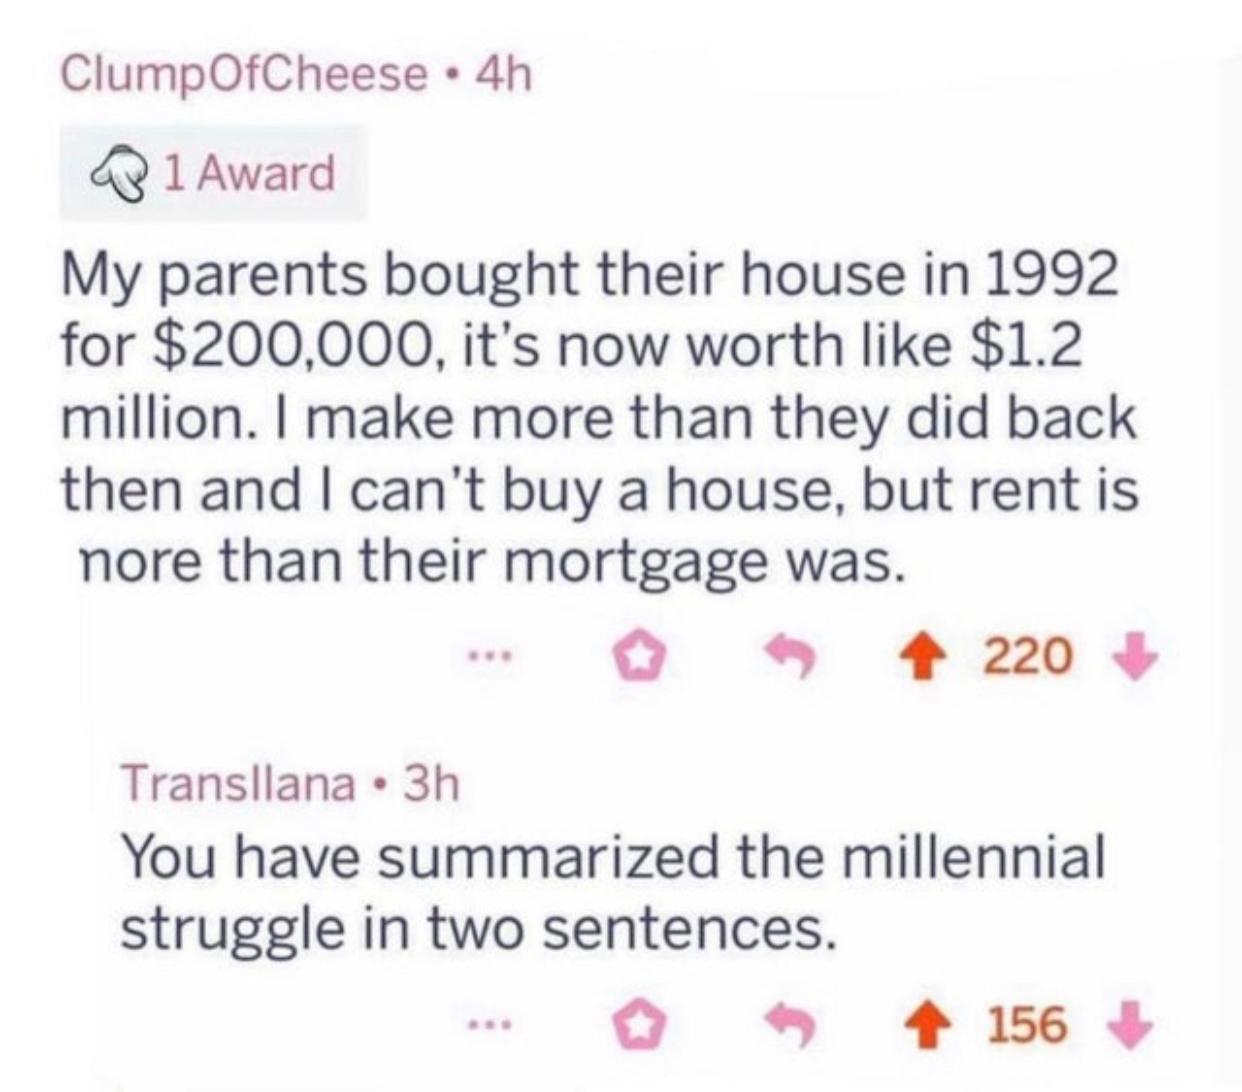 ClumpOfCheese • 4h
1 Award
My parents bought their house in 1992
for $200,000, it's now worth like $1.2
million. I make more than they did back
then and I can't buy a house, but rent is
nore than their mortgage was.
... 220
Transllana • 3h
You have summarized the millennial
struggle in two sentences.
... 156